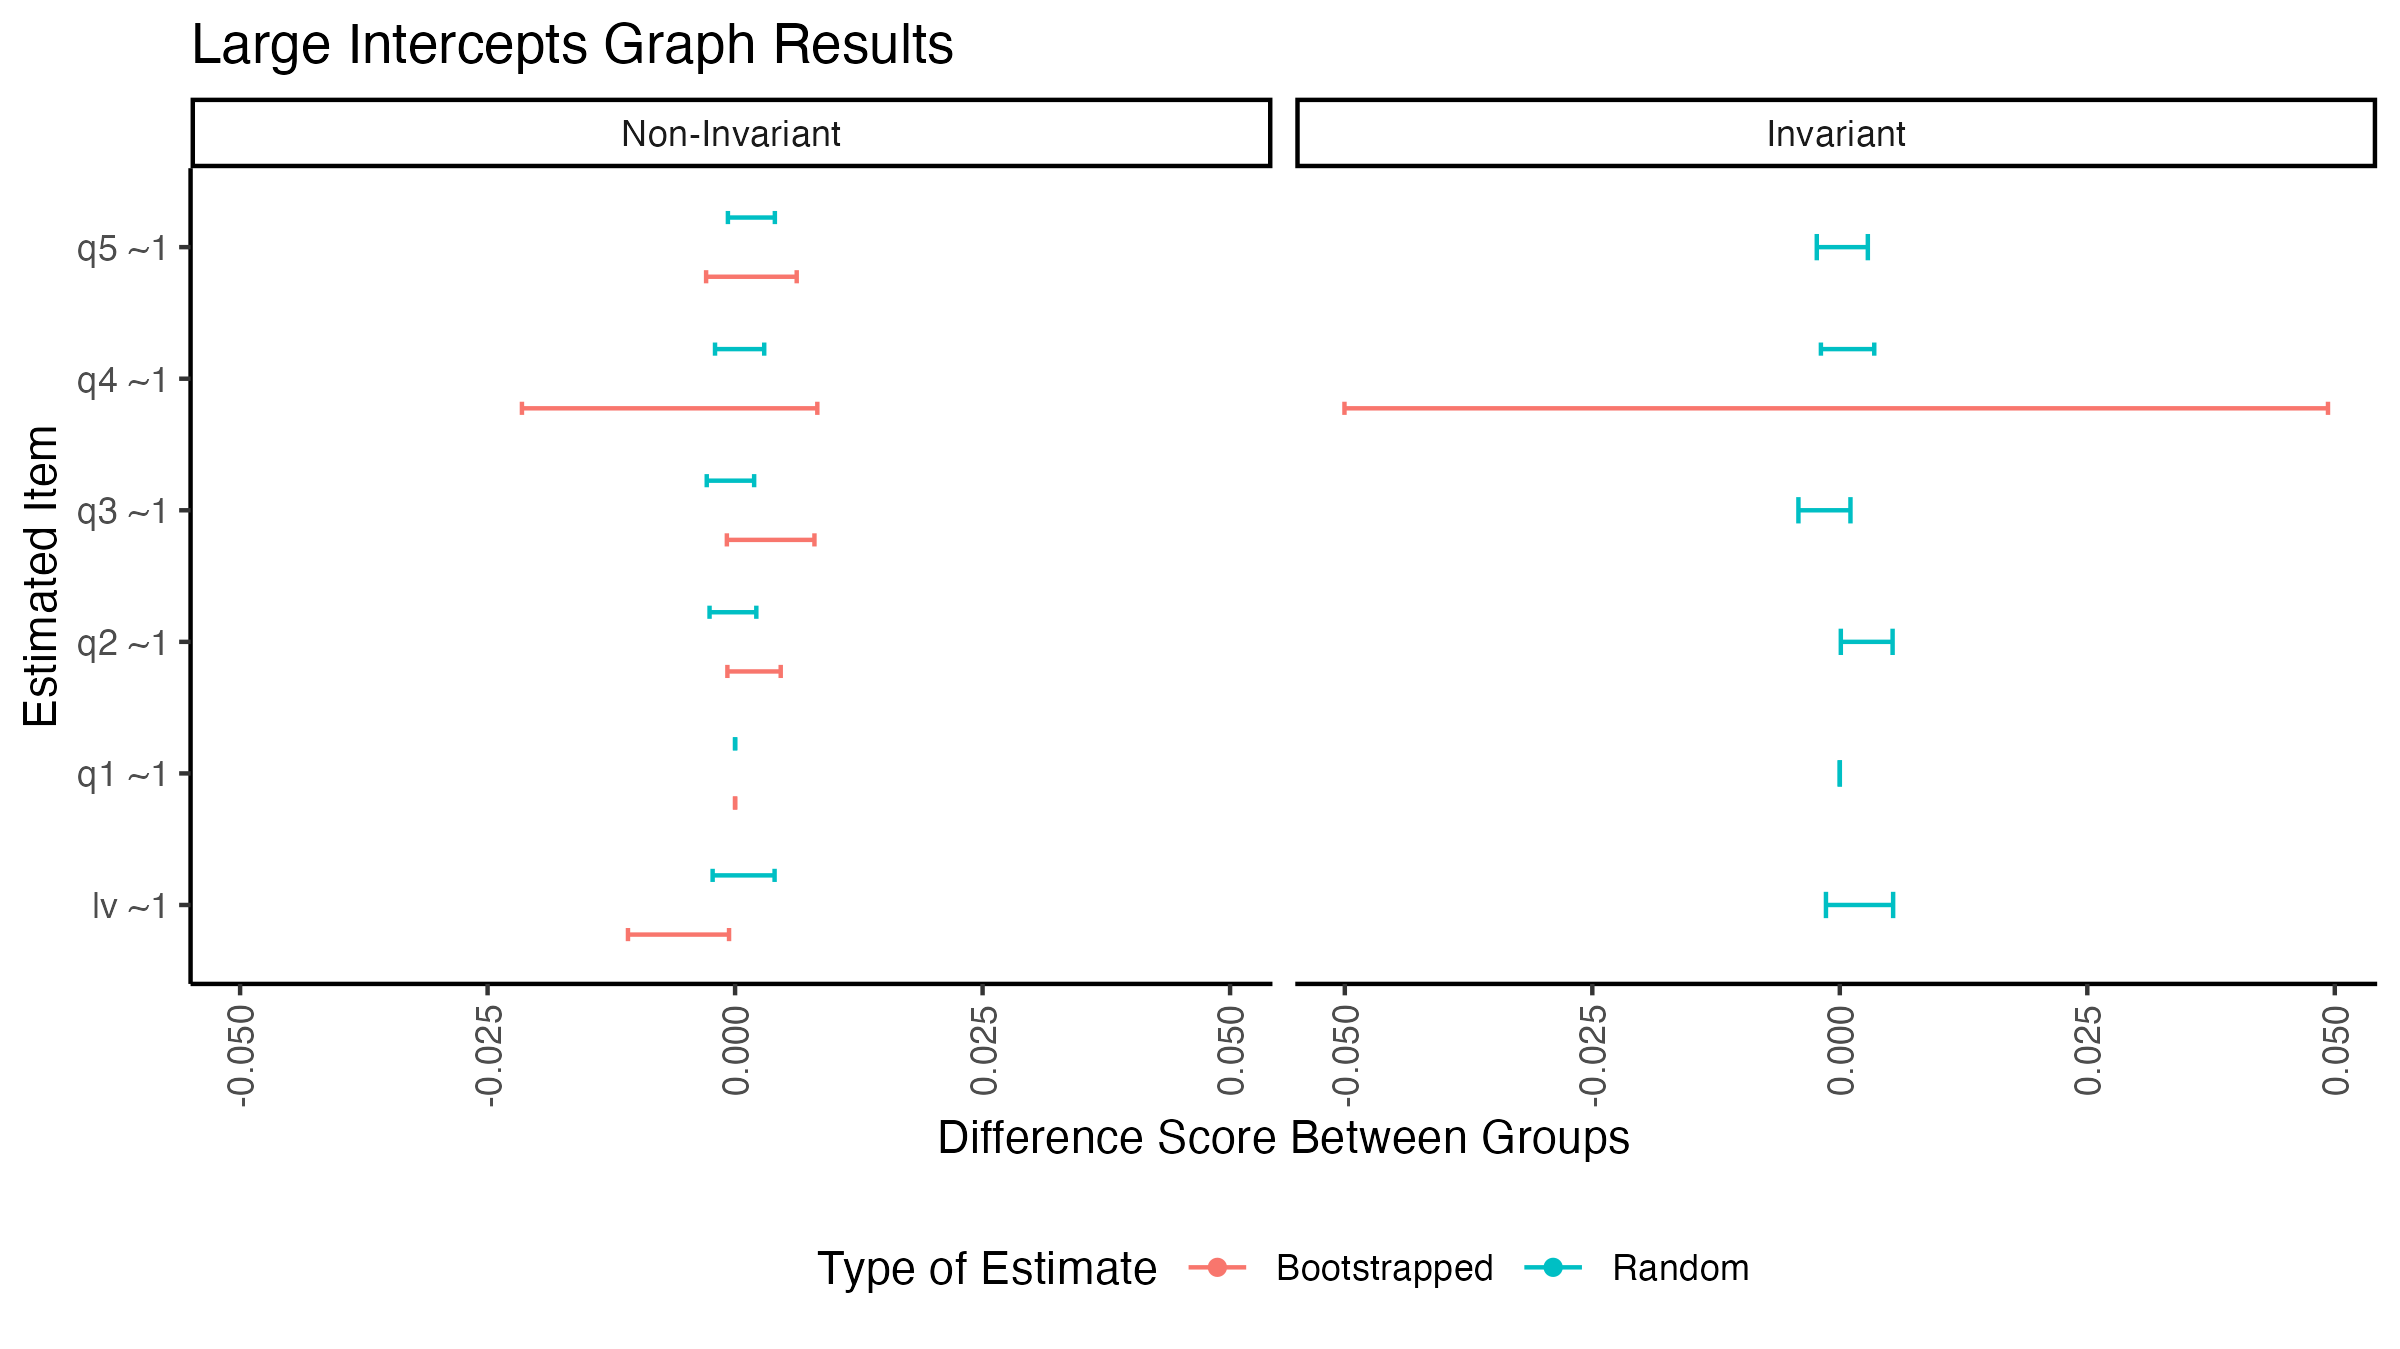 Large Intercepts Graph Results
Non-Invariant
Invariant
Estimated Item
q5 ~1
q4 ~1
q3 ~1
q2 ~1
q1 ~1
lv ~1
-0.050
-0.025
0.000
0.025
0.050
-0.050
-0.025
0.000
0.025
0.050
Difference Score Between Groups
Type of Estimate Bootstrapped Random